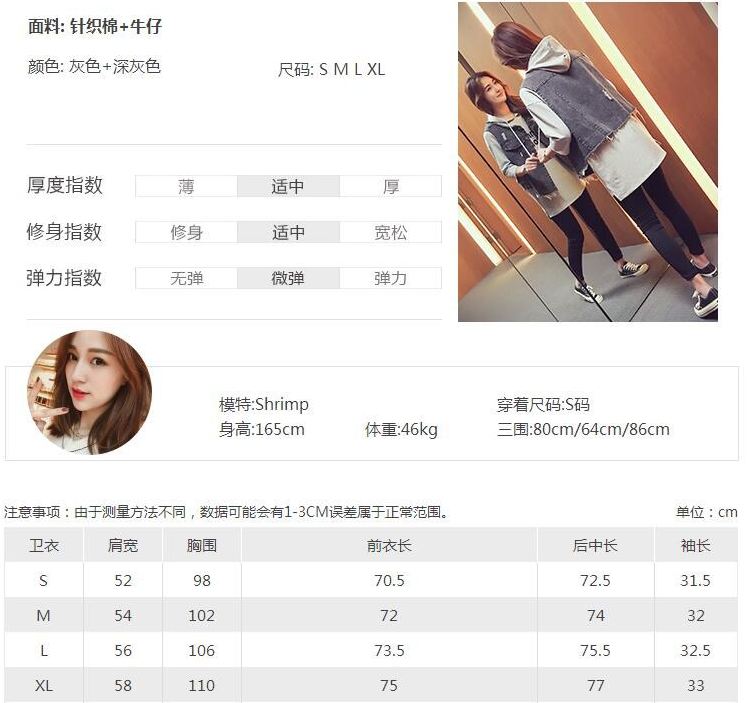 面料: 针织棉+牛仔
颜色: 灰色+深灰色 尺码: S M L XL
厚度指数 薄 适中 厚
修身指数 修身 适中 宽松
弹力指数 无弹 微弹 弹力
模特:Shrimp 穿着尺码:S码
身高:165cm 体重:46kg 三围:80cm/64cm/86cm
注意事项：由于测量方法不同，数据可能会有1-3CM误差属于正常范围。 单位：cm
卫衣 肩宽 胸围 前衣长 后中长 袖长
S 52 98 70.5 72.5 31.5
M 54 102 72 74 32
L 56 106 73.5 75.5 32.5
XL 58 110 75 77 33